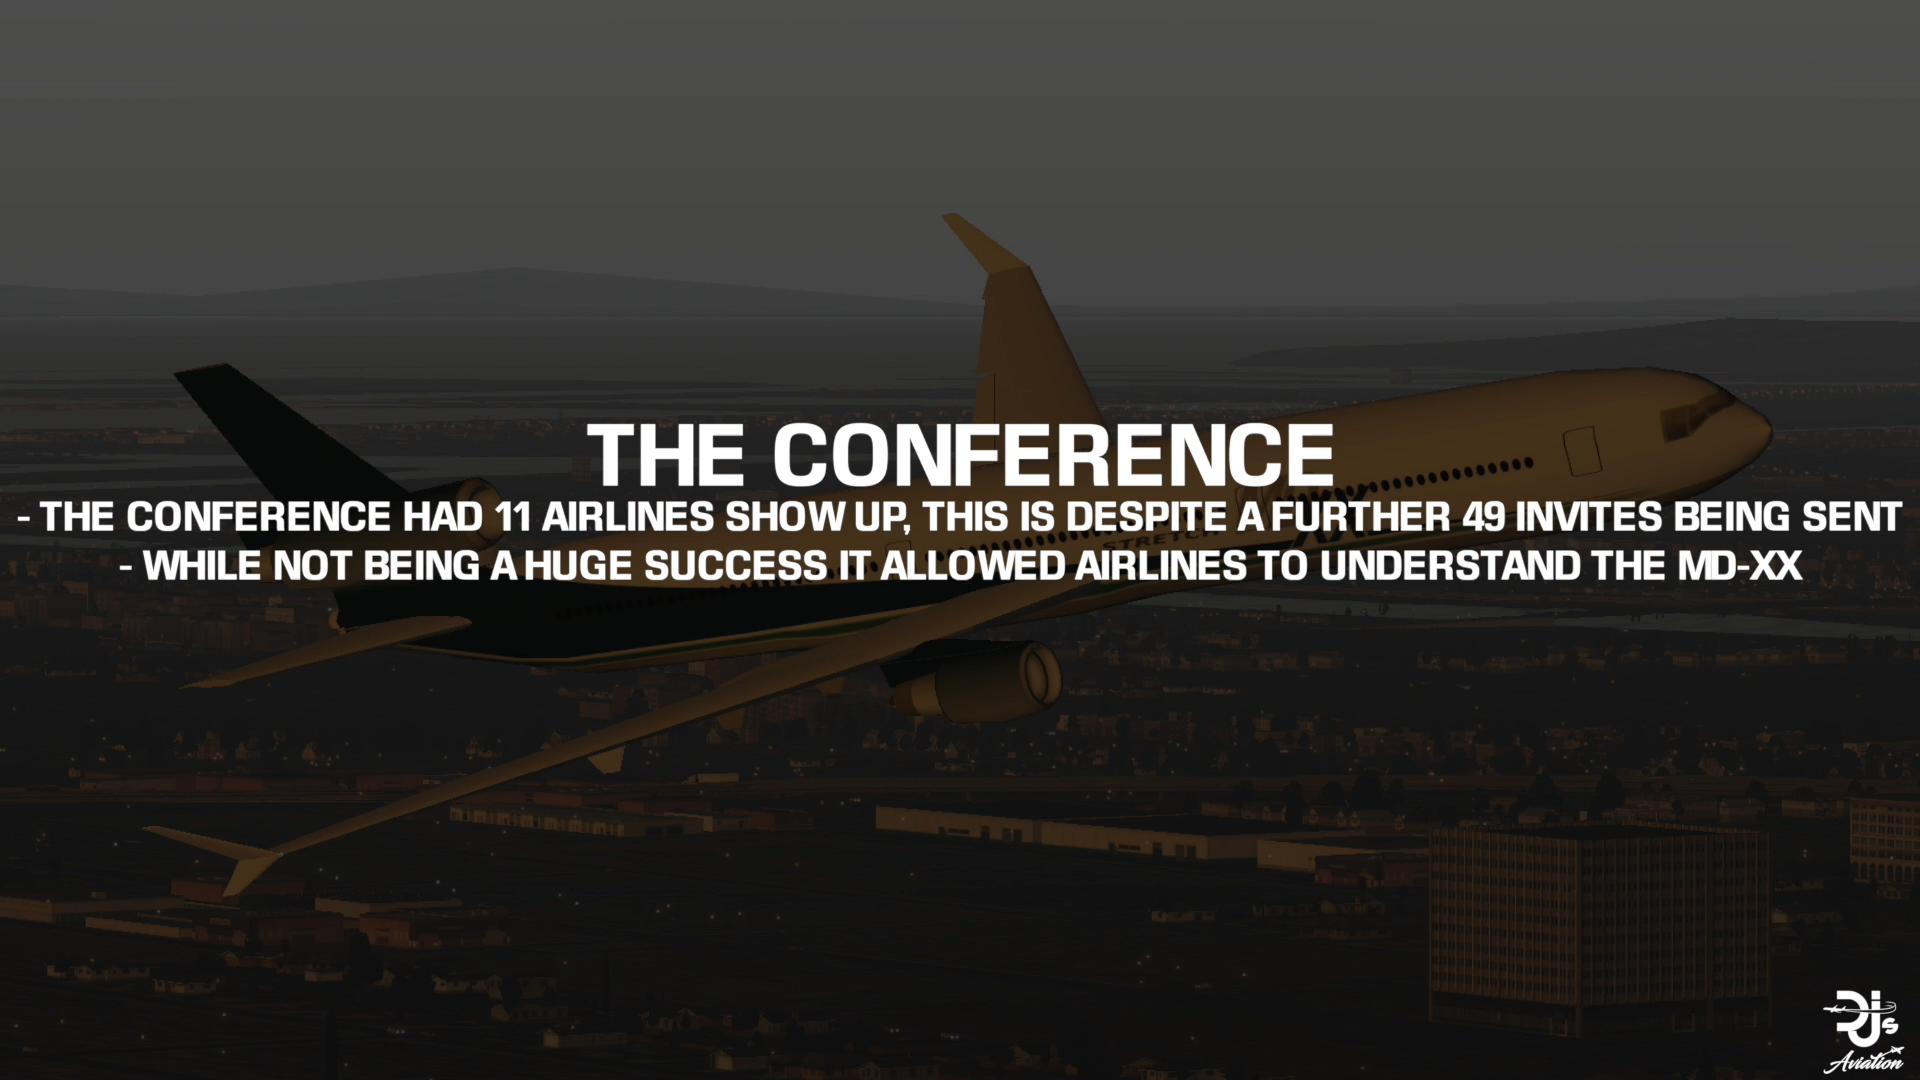 THE CONFERENCE
- THE CONFERENCE HAD 11 AIRLINES SHOW UP, THIS IS DESPITE A FURTHER 49 INVITES BEING SENT
- WHILE NOT BEING A HUGE SUCCESS IT ALLOWED AIRLINES TO UNDERSTAND THE MD-XX
STRETCH
RJs
Aviation